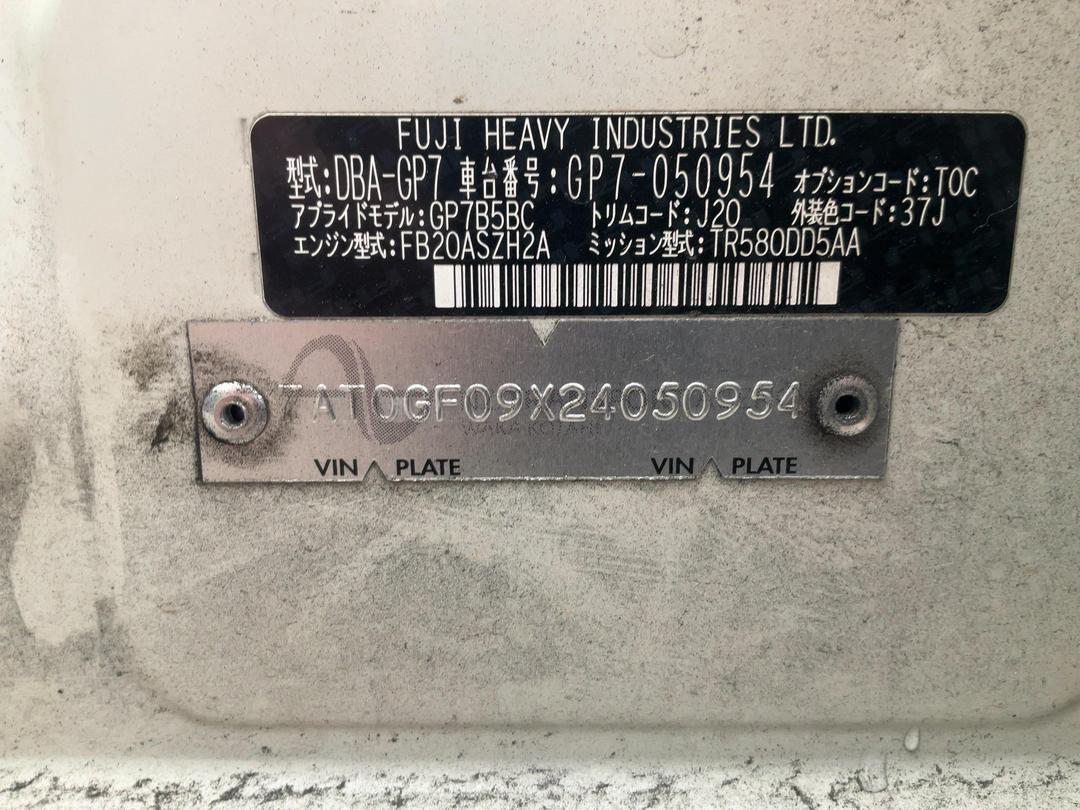 FUJI HEAVY INDUSTRIES LTD.
型式:DBA-GP7 車台番号:GP7-050954 オプションコード:TOC
アプライドモデル:GP7B5BC トリムコード:J20 外装色コード:37J
エンジン型式:FB20ASZH2A ミッション型式:TR580DD5AA
7AT0GF09X24050954
WAKA KOTAHI
VIN PLATE VIN PLATE